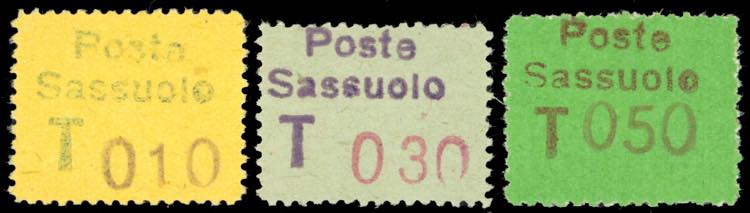 Poste
Sassuolo
T 010
Poste
Sassuolo
T 030
Poste
Sassuolo
T 050